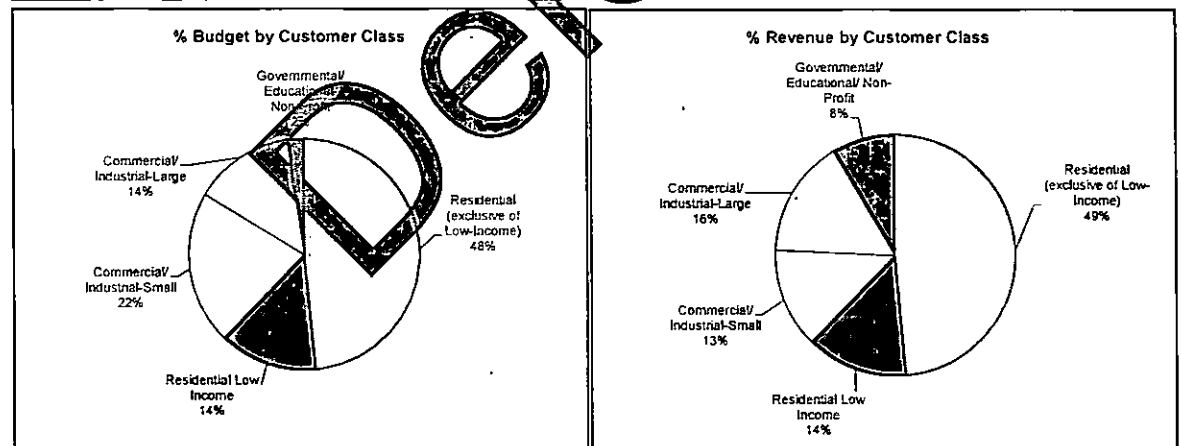 % Budget by Customer Class
Governmental/
Educational/
Commercial/
Industrial-Large
14%
Residential
(exclusive of
Low-Income)
48%
Commercial/
Industrial-Small
22%
Residential Low
Income
14%
% Revenue by Customer Class
Governmental/
Educational/ Non-
Profit
8%
Commercial/
Industrial-Large
16%
Residential
(exclusive of Low-
Income)
49%
Commercial/
Industrial-Small
13%
Residential Low
Income
14%